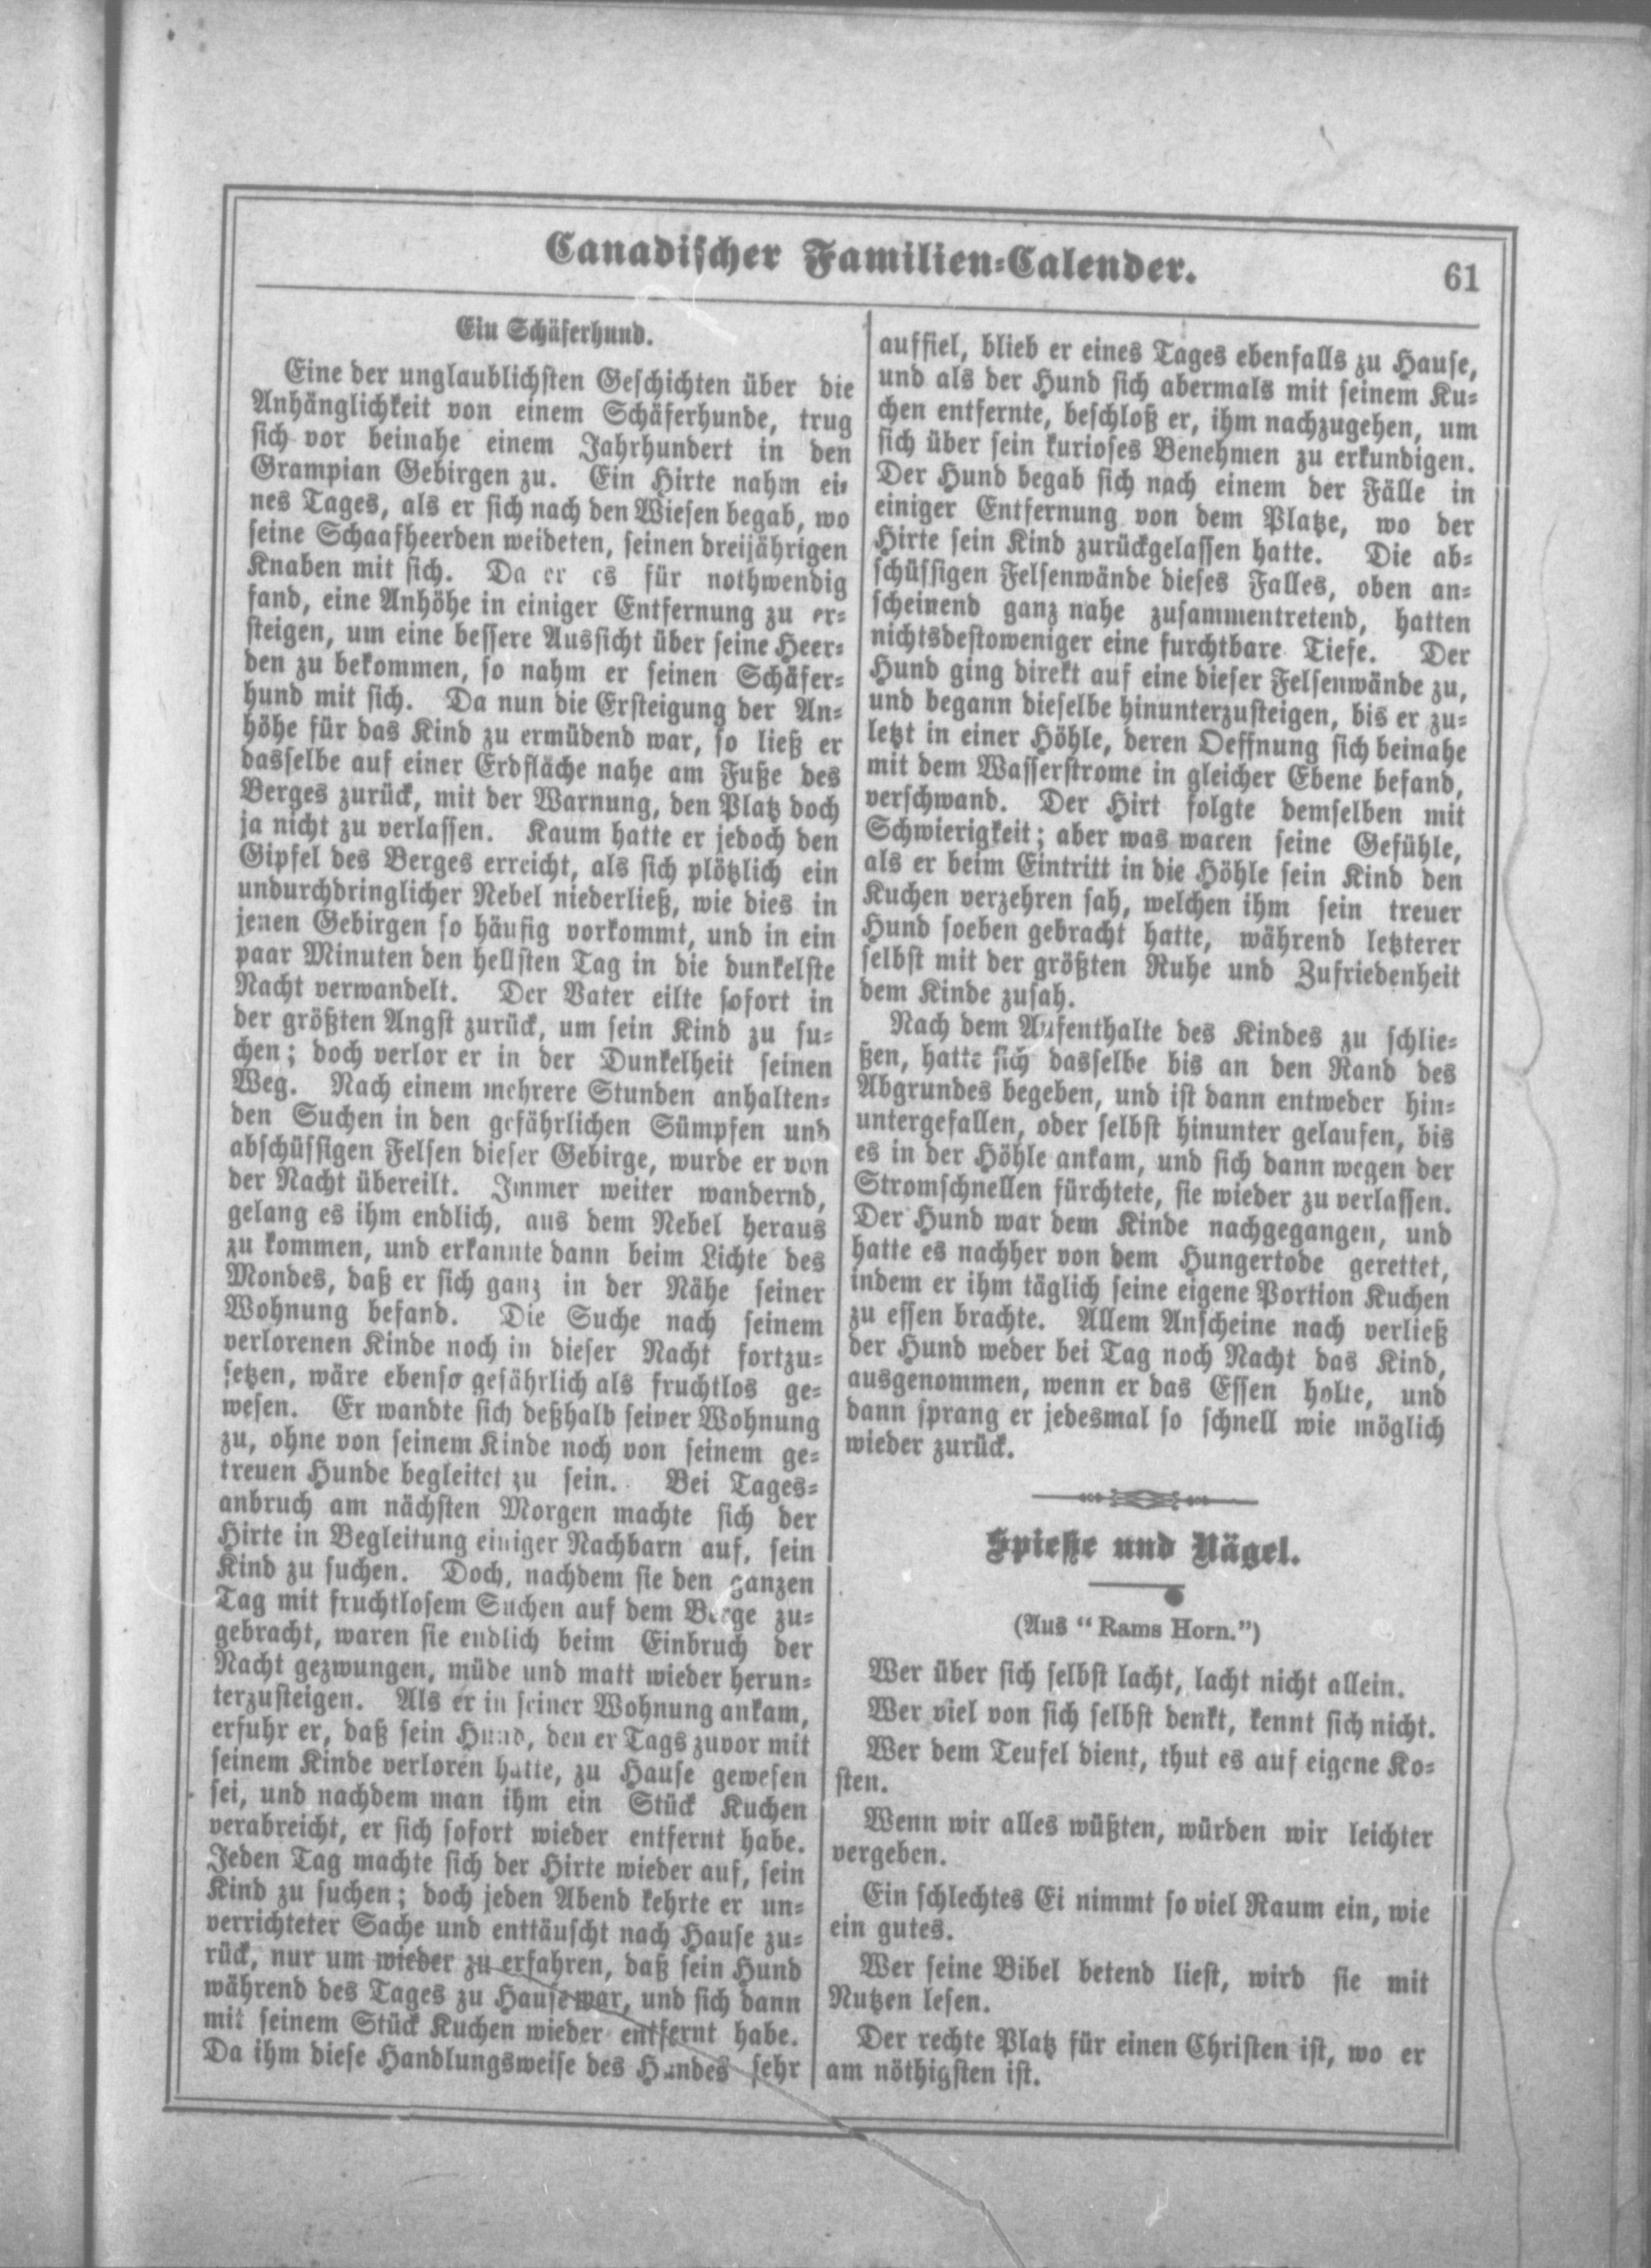 Canadischer Familien-Calender.
61
Ein Schäferhund.
Eine der unglaublichsten Geschichten über die
Anhänglichkeit von einem Schäferhunde, trug
sich vor beinahe einem Jahrhundert in den
Grampian Gebirgen zu. Ein Hirte nahm ei-
nes Tages, als er sich nach den Wiesen begab, wo
seine Schaafheerden weideten, seinen dreijährigen
Knaben mit sich. Da er es für nothwendig
fand, eine Anhöhe in einiger Entfernung zu er-
steigen, um eine bessere Aussicht über seine Heer-
den zu bekommen, so nahm er seinen Schäfer-
hund mit sich. Da nun die Ersteigung der An-
höhe für das Kind zu ermüdend war, so ließ er
dasselbe auf einer Erdfläche nahe am Fuße des
Berges zurück, mit der Warnung, den Platz doch
ja nicht zu verlassen. Kaum hatte er jedoch den
Gipfel des Berges erreicht, als sich plötzlich ein
undurchdringlicher Nebel niederließ, wie dies in
jenen Gebirgen so häufig vorkommt, und in ein
paar Minuten den hellsten Tag in die dunkelste
Nacht verwandelt. Der Vater eilte sofort in
der größten Angst zurück, um sein Kind zu su-
chen; doch verlor er in der Dunkelheit seinen
Weg. Nach einem mehrere Stunden anhalten-
den Suchen in den gefährlichen Sümpfen und
abschüssigen Felsen dieser Gebirge, wurde er von
der Nacht übereilt. Immer weiter wandernd,
gelang es ihm endlich, aus dem Nebel heraus
zu kommen, und erkannte dann beim Lichte des
Mondes, daß er sich ganz in der Nähe seiner
Wohnung befand. Die Suche nach seinem
verlorenen Kinde noch in dieser Nacht fortzu-
setzen, wäre ebenso gefährlich als fruchtlos ge-
wesen. Er wandte sich deßhalb seiner Wohnung
zu, ohne von seinem Kinde noch von seinem ge-
treuen Hunde begleitet zu sein. Bei Tages-
anbruch am nächsten Morgen machte sich der
Hirte in Begleitung einiger Nachbarn auf, sein
Kind zu suchen. Doch, nachdem sie den ganzen
Tag mit fruchtlosem Suchen auf dem Berge zu-
gebracht, waren sie endlich beim Einbruch der
Nacht gezwungen, müde und matt wieder herun-
terzusteigen. Als er in seiner Wohnung ankam,
erfuhr er, daß sein Hund, den er Tags zuvor mit
seinem Kinde verloren hatte, zu Hause gewesen
sei, und nachdem man ihm ein Stück Kuchen
verabreicht, er sich sofort wieder entfernt habe.
Jeden Tag machte sich der Hirte wieder auf, sein
Kind zu suchen; doch jeden Abend kehrte er un-
verrichteter Sache und enttäuscht nach Hause zu-
rück, nur um wieder zu erfahren, daß sein Hund
während des Tages zu Hause war, und sich dann
mit seinem Stück Kuchen wieder entfernt habe.
Da ihm diese Handlungsweise des Hundes sehr
auffiel, blieb er eines Tages ebenfalls zu Hause,
und als der Hund sich abermals mit seinem Ku-
chen entfernte, beschloß er, ihm nachzugehen, um
sich über sein kurioses Benehmen zu erkundigen.
Der Hund begab sich nach einem der Fälle in
einiger Entfernung von dem Platze, wo der
Hirte sein Kind zurückgelassen hatte. Die ab-
schüssigen Felsenwände dieses Falles, oben an-
scheinend ganz nahe zusammentretend, hatten
nichtsdestoweniger eine furchtbare Tiefe. Der
Hund ging direkt auf eine dieser Felsenwände zu,
und begann dieselbe hinunterzusteigen, bis er zu-
letzt in einer Höhle, deren Oeffnung sich beinahe
mit dem Wasserstrome in gleicher Ebene befand,
verschwand. Der Hirt folgte demselben mit
Schwierigkeit; aber was waren seine Gefühle,
als er beim Eintritt in die Höhle sein Kind den
Kuchen verzehren sah, welchen ihm sein treuer
Hund soeben gebracht hatte, während letzterer
selbst mit der größten Ruhe und Zufriedenheit
dem Kinde zusah.
Nach dem Aufenthalte des Kindes zu schlie-
ßen, hatte sich dasselbe bis an den Rand des
Abgrundes begeben, und ist dann entweder hin-
untergefallen, oder selbst hinunter gelaufen, bis
es in der Höhle ankam, und sich dann wegen der
Stromschnellen fürchtete, sie wieder zu verlassen.
Der Hund war dem Kinde nachgegangen, und
hatte es nachher von dem Hungertode gerettet,
indem er ihm täglich seine eigene Portion Kuchen
zu essen brachte. Allem Anscheine nach verließ
der Hund weder bei Tag noch Nacht das Kind,
ausgenommen, wenn er das Essen holte, und
dann sprang er jedesmal so schnell wie möglich
wieder zurück.
Spieße und Nägel.
(Aus "Rams Horn.")
Wer über sich selbst lacht, lacht nicht allein.
Wer viel von sich selbst denkt, kennt sich nicht.
Wer dem Teufel dient, thut es auf eigene Ko-
sten.
Wenn wir alles wüßten, würden wir leichter
vergeben.
Ein schlechtes Ei nimmt so viel Raum ein, wie
ein gutes.
Wer seine Bibel betend liest, wird sie mit
Nutzen lesen.
Der rechte Platz für einen Christen ist, wo er
am nöthigsten ist.